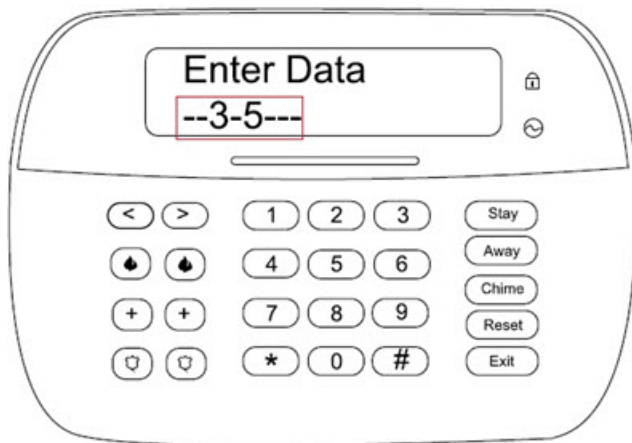 Enter Data
--3-5---
< > 1 2 3 Stay
4 5 6 Away
Chime
+ + 7 8 9 Reset
* 0 # Exit